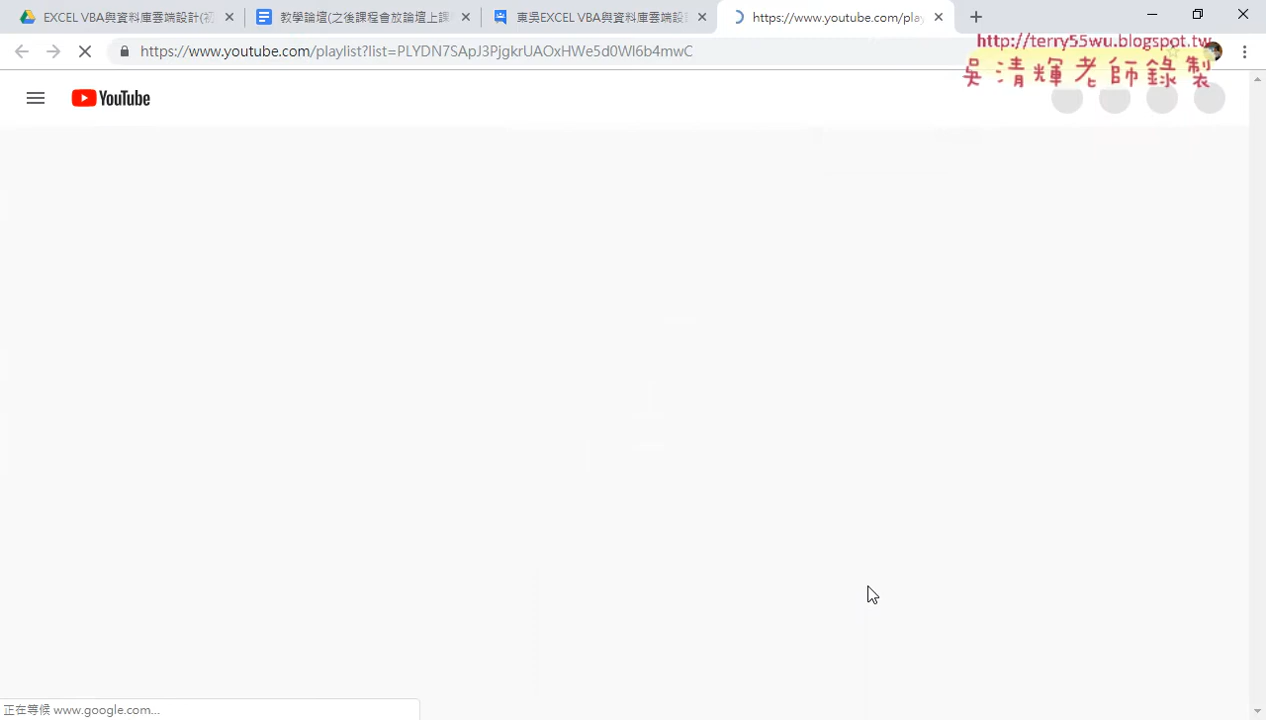 EXCEL VBA與資料庫雲端設計(初
教學論壇(之後課程會放論壇上課
東吳EXCEL VBA與資料庫雲端設
https://www.youtube.com/play
https://www.youtube.com/playlist?list=PLYDN7SApJ3PjgkrUAOxHWe5d0Wl6b4mwC
http://terry55wu.blogspot.tw
吳清輝老師錄製
YouTube
正在等候 www.google.com...